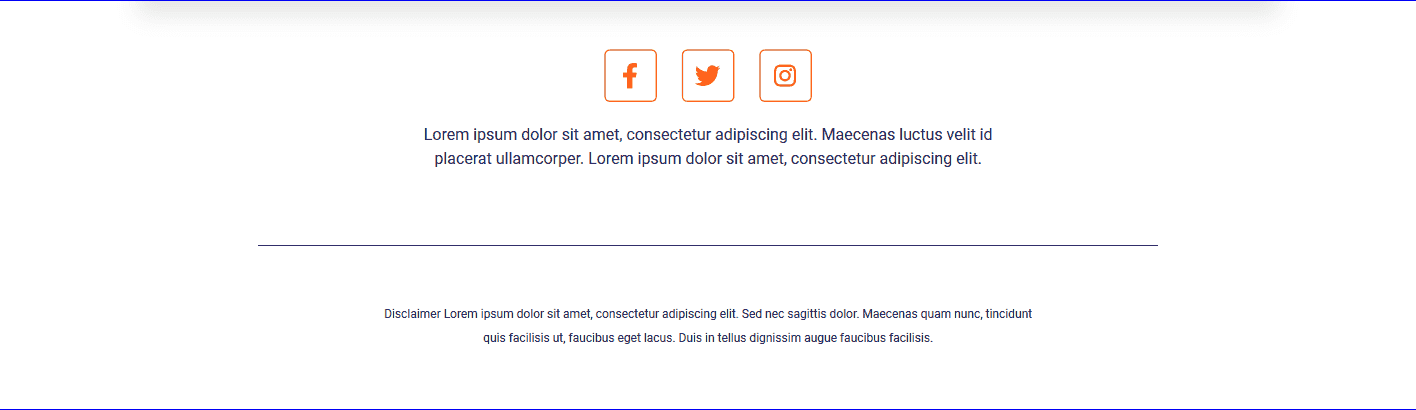 Lorem ipsum dolor sit amet, consectetur adipiscing elit. Maecenas luctus velit id
placerat ullamcorper. Lorem ipsum dolor sit amet, consectetur adipiscing elit.
Disclaimer Lorem ipsum dolor sit amet, consectetur adipiscing elit. Sed nec sagittis dolor. Maecenas quam nunc, tincidunt
quis facilisis ut, faucibus eget lacus. Duis in tellus dignissim augue faucibus facilisis.